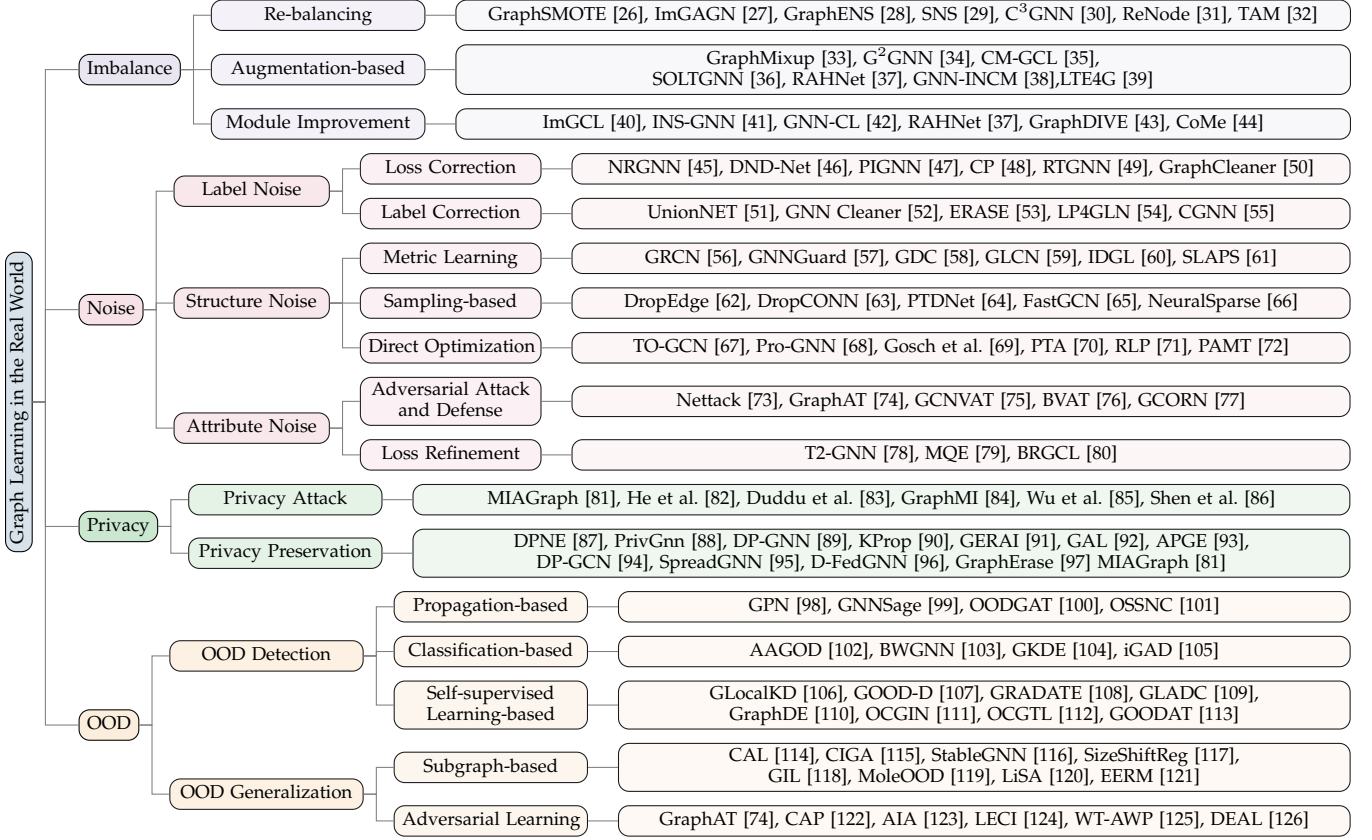 Graph Learning in the Real World
Imbalance
Re-balancing
GraphSMOTE [26], ImGAGN [27], GraphENS [28], SNS [29], C³GNN [30], ReNode [31], TAM [32]
Augmentation-based
GraphMixup [33], G²GNN [34], CM-GCL [35],
SOLTGNN [36], RAHNet [37], GNN-INCM [38],LTE4G [39]
Module Improvement
ImGCL [40], INS-GNN [41], GNN-CL [42], RAHNet [37], GraphDIVE [43], CoMe [44]
Noise
Label Noise
Loss Correction
NRGNN [45], DND-Net [46], PIGNN [47], CP [48], RTGNN [49], GraphCleaner [50]
Label Correction
UnionNET [51], GNN Cleaner [52], ERASE [53], LP4GLN [54], CGNN [55]
Structure Noise
Metric Learning
GRCN [56], GNNGuard [57], GDC [58], GLCN [59], IDGL [60], SLAPS [61]
Sampling-based
DropEdge [62], DropCONN [63], PTDNet [64], FastGCN [65], NeuralSparse [66]
Direct Optimization
TO-GCN [67], Pro-GNN [68], Gosch et al. [69], PTA [70], RLP [71], PAMT [72]
Attribute Noise
Adversarial Attack
and Defense
Nettack [73], GraphAT [74], GCNVAT [75], BVAT [76], GCORN [77]
Loss Refinement
T2-GNN [78], MQE [79], BRGCL [80]
Privacy
Privacy Attack
MIAGraph [81], He et al. [82], Duddu et al. [83], GraphMI [84], Wu et al. [85], Shen et al. [86]
Privacy Preservation
DPNE [87], PrivGnn [88], DP-GNN [89], KProp [90], GERAI [91], GAL [92], APGE [93],
DP-GCN [94], SpreadGNN [95], D-FedGNN [96], GraphErase [97] MIAGraph [81]
OOD
OOD Detection
Propagation-based
GPN [98], GNNSage [99], OODGAT [100], OSSNC [101]
Classification-based
AAGOD [102], BWGNN [103], GKDE [104], iGAD [105]
Self-supervised
Learning-based
GLocalKD [106], GOOD-D [107], GRADATE [108], GLADC [109],
GraphDE [110], OCGIN [111], OCGTL [112], GOODAT [113]
OOD Generalization
Subgraph-based
CAL [114], CIGA [115], StableGNN [116], SizeShiftReg [117],
GIL [118], MoleOOD [119], LiSA [120], EERM [121]
Adversarial Learning
GraphAT [74], CAP [122], AIA [123], LECI [124], WT-AWP [125], DEAL [126]